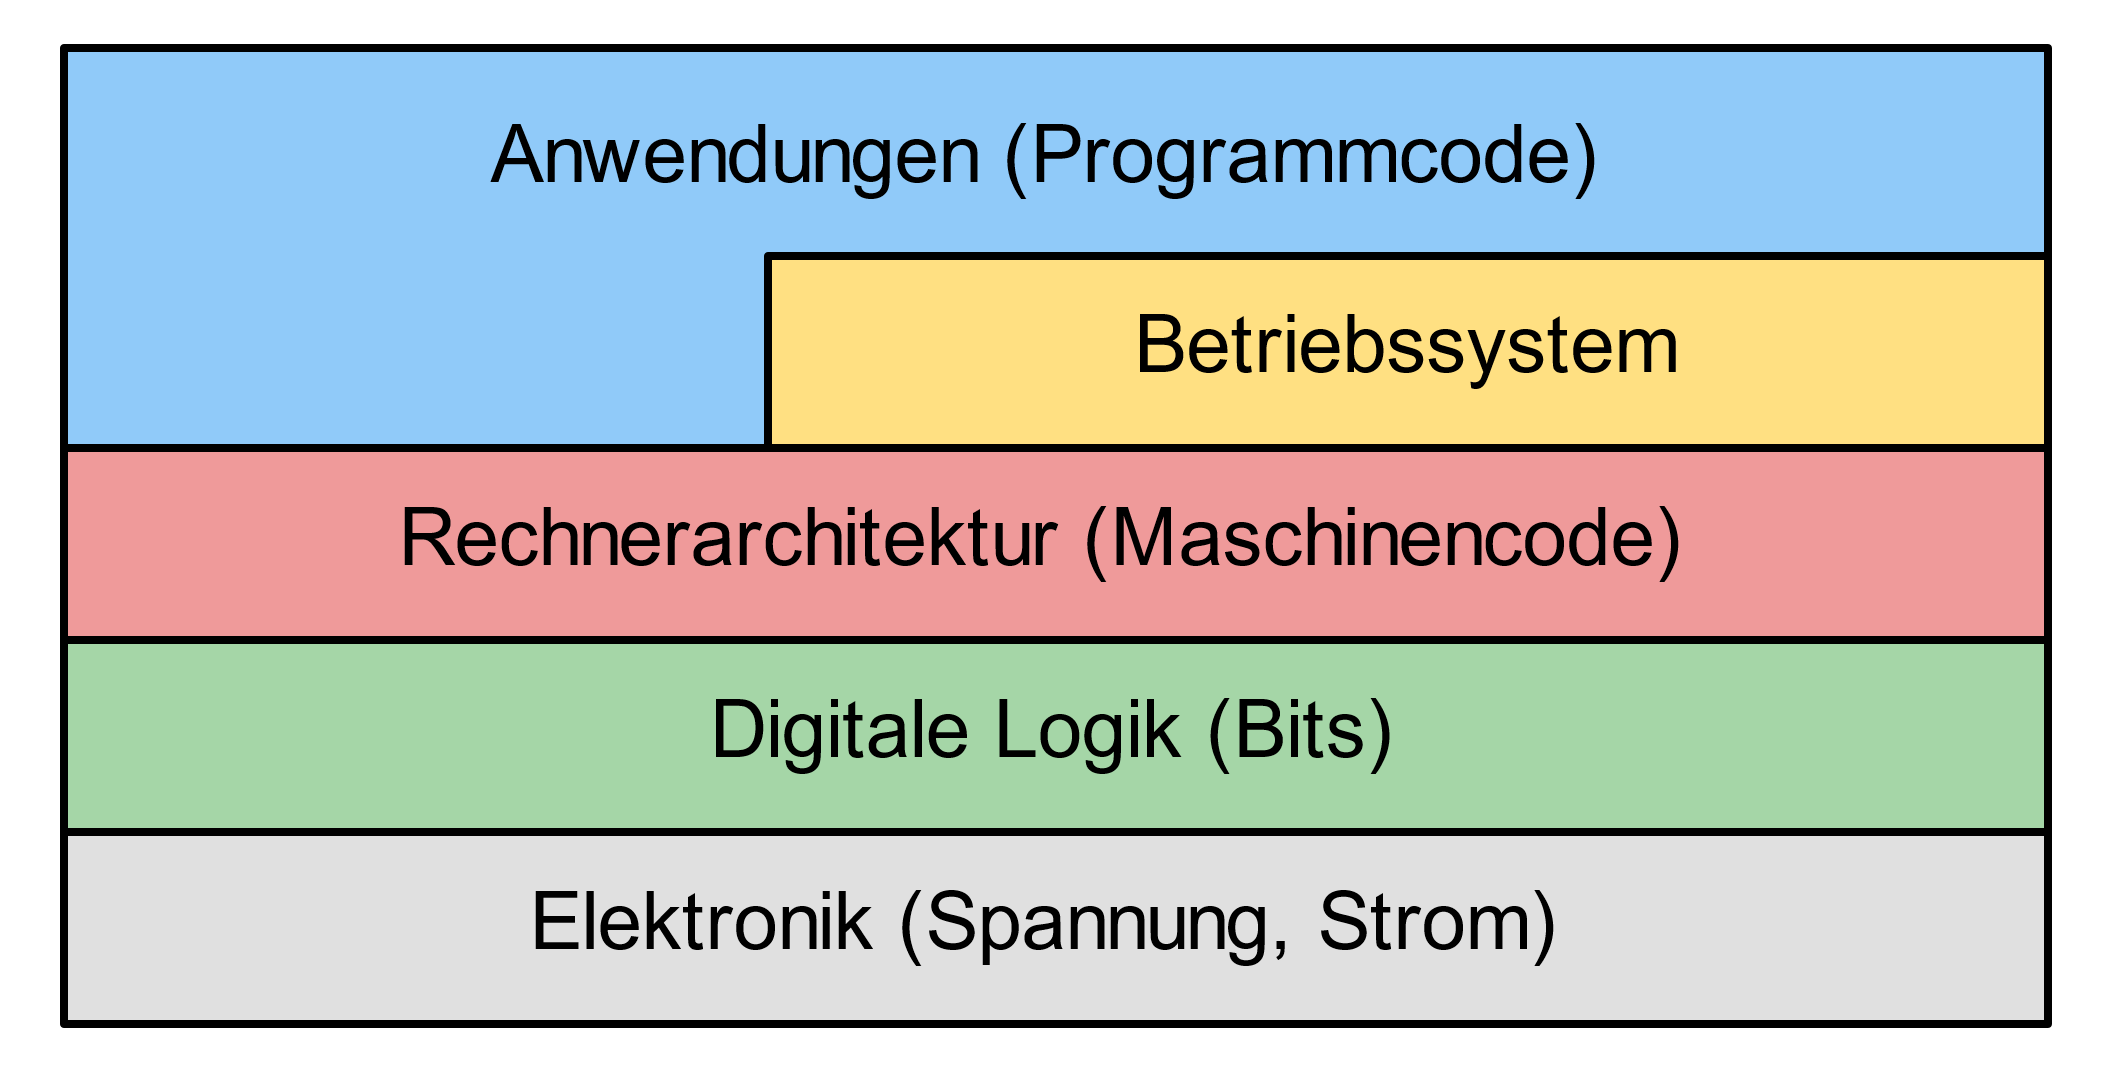 Anwendungen (Programmcode)
Betriebssystem
Rechnerarchitektur (Maschinencode)
Digitale Logik (Bits)
Elektronik (Spannung, Strom)